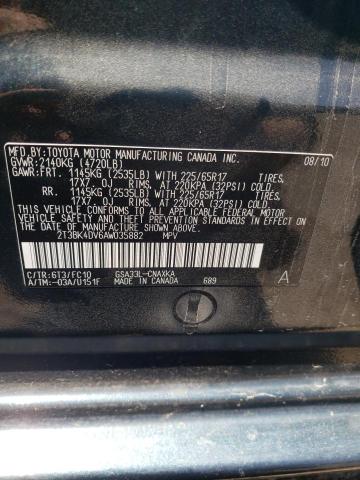 MFD. BY: TOYOTA MOTOR MANUFACTURING CANADA INC. 08/10
GVWR: 2140KG (4720LB)
GAWR: FRT. 1145KG (2535LB) WITH 225/65R17 TIRES,
17X7.0J RIMS, AT 220KPA (32PSI) COLD.
RR. 1145KG (2535LB) WITH 225/65R17 TIRES,
17X7.0J RIMS, AT 220KPA (32PSI) COLD.
THIS VEHICLE CONFORMS TO ALL APPLICABLE
FEDERAL MOTOR VEHICLE SAFETY STANDARDS IN
EFFECT ON THE DATE OF MANUFACTURE SHOWN ABOVE.
2T3BK4DV6AW035882 MPV
C/TR: 6T3/FC10 GSA33L-CNAXKA A
A/TM: -03A/U151F MADE IN CANADA 689